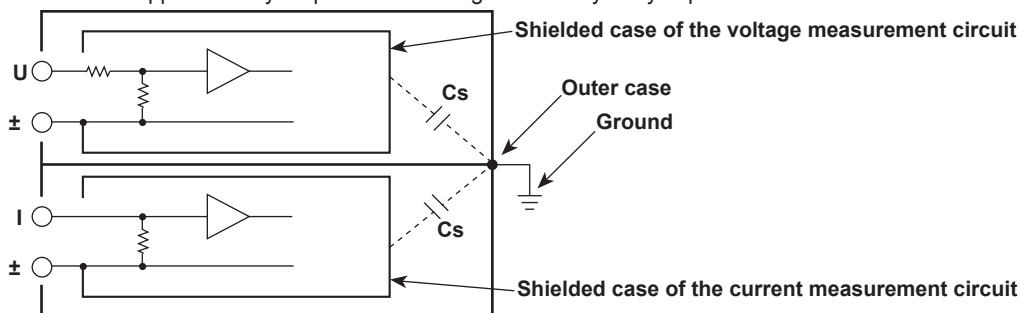 Shielded case of the voltage measurement circuit
U
Cs
Outer case
±
Ground
I
Cs
±
Shielded case of the current measurement circuit